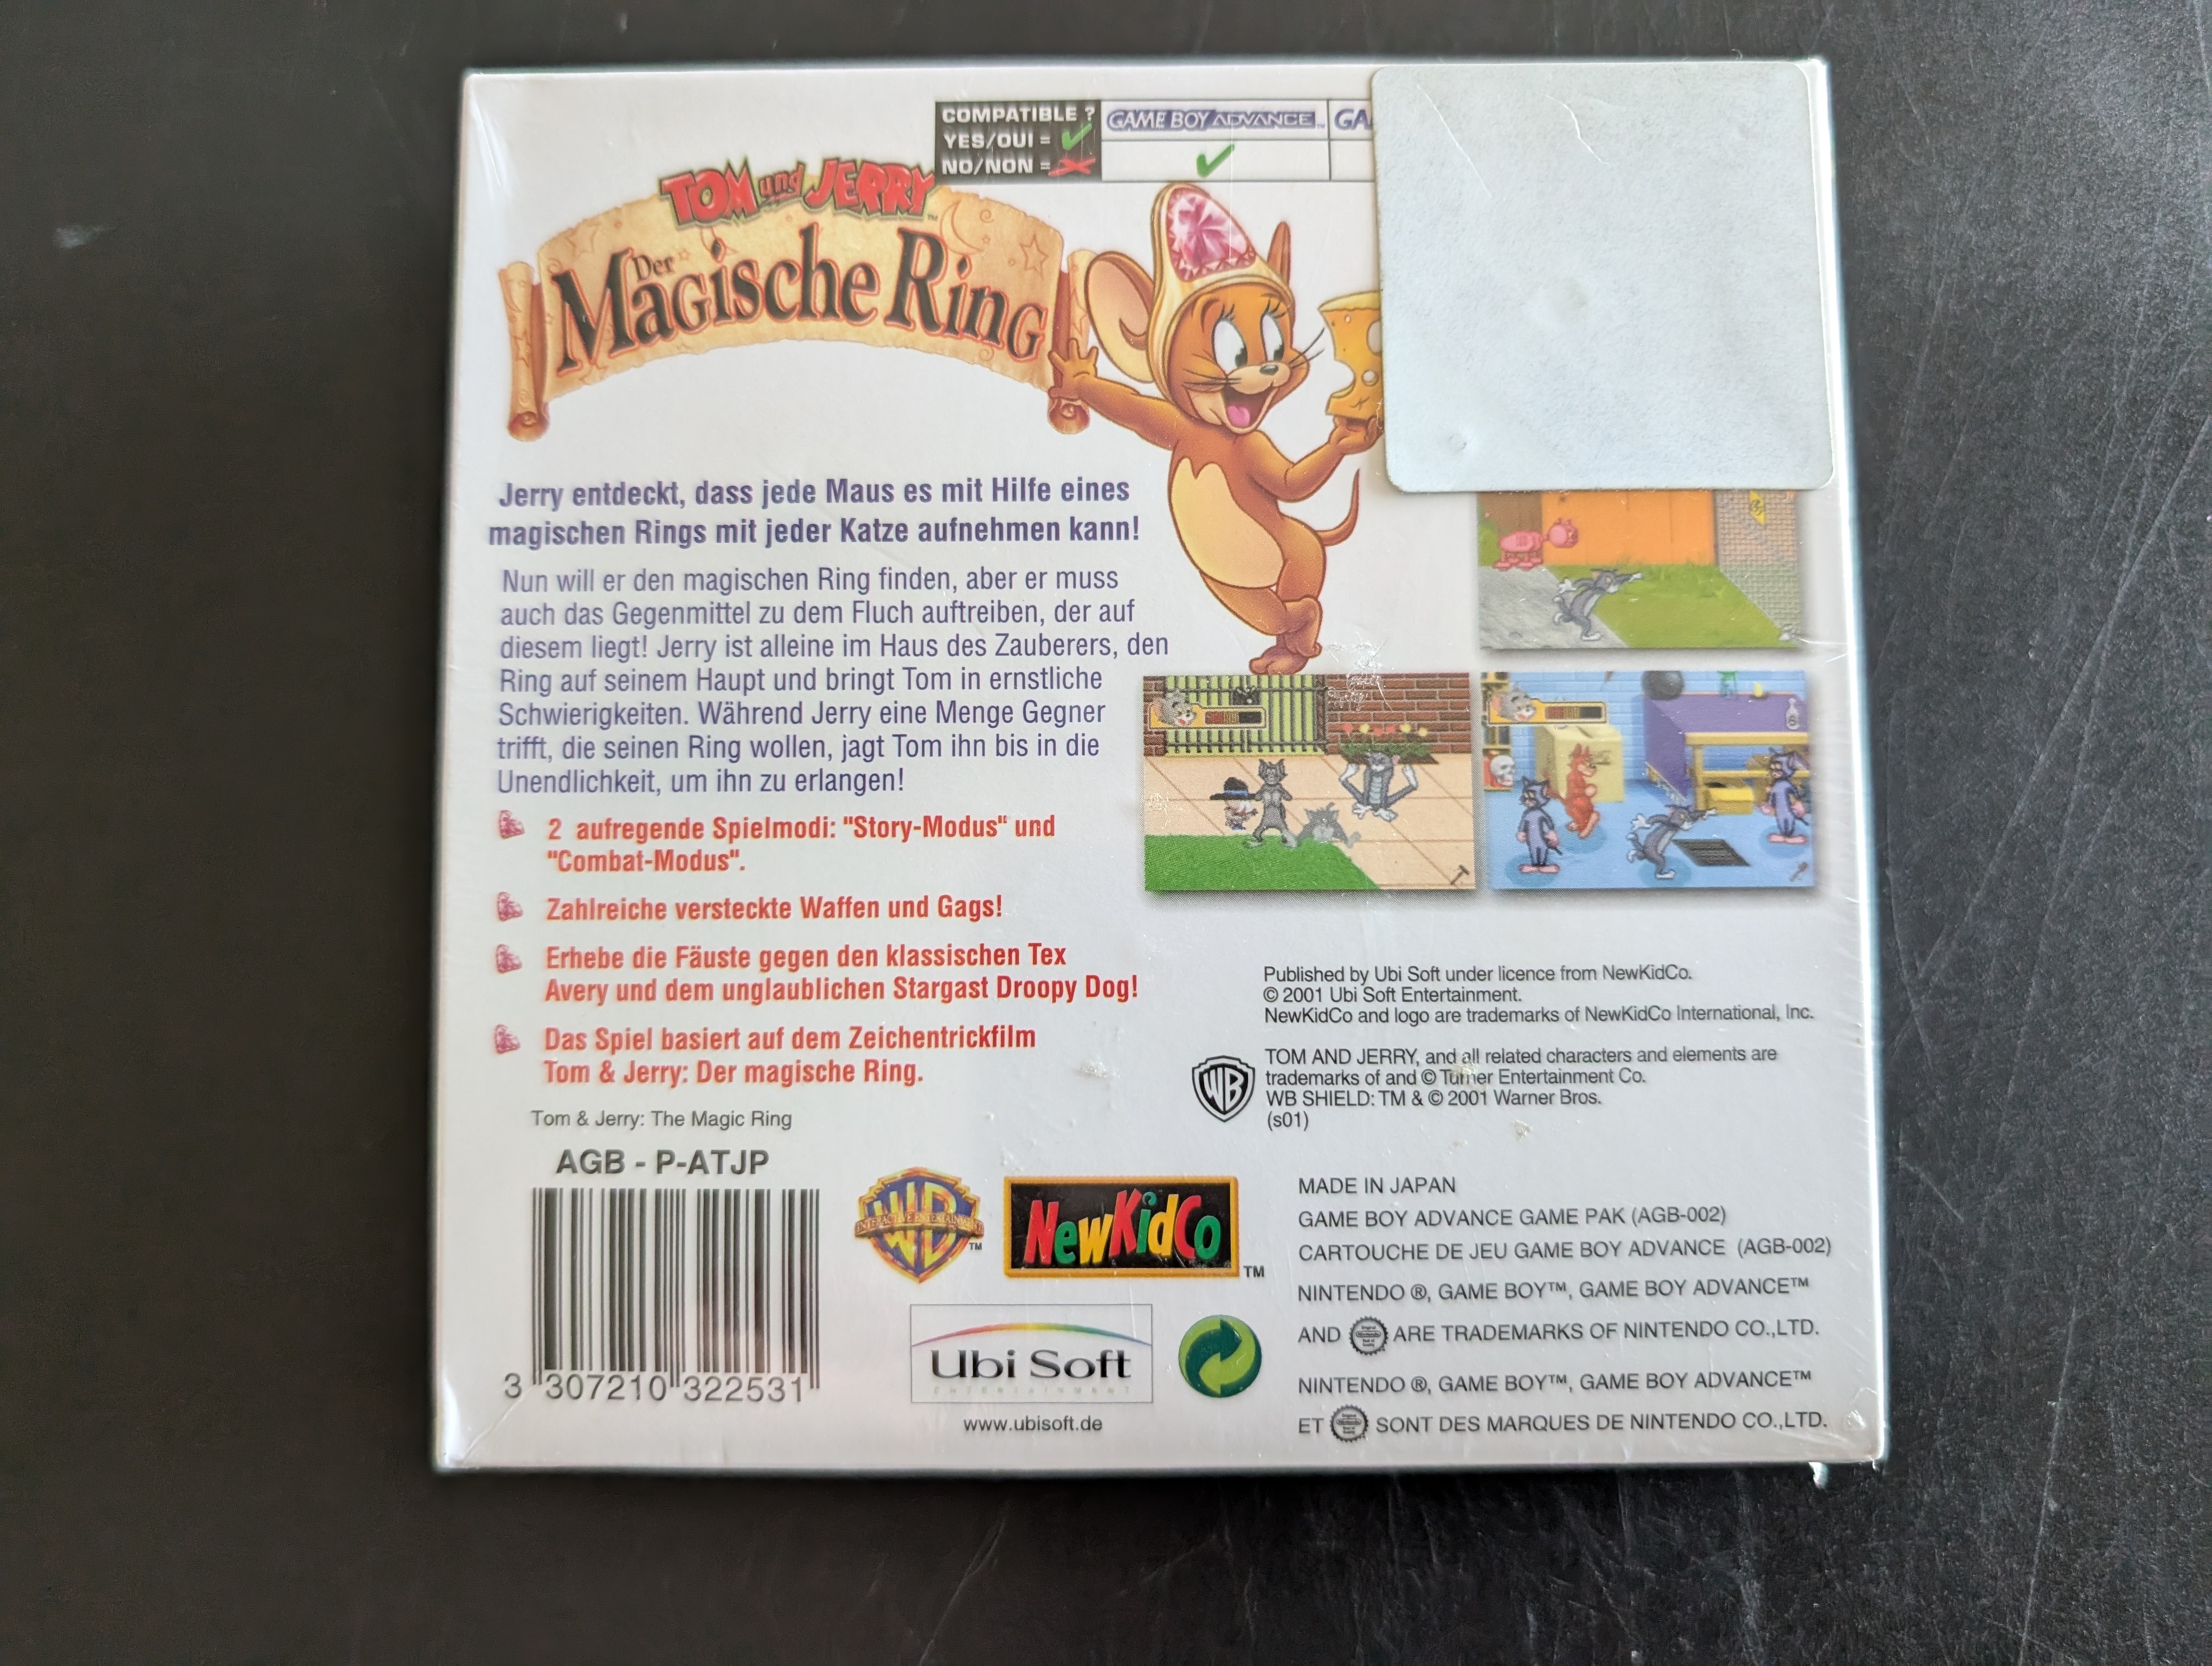 COMPATIBLE ?
YES/OUI =
NO/NON =
GAME BOY ADVANCE™
GA
TOM und JERRY™
Der
Magische Ring
Jerry entdeckt, dass jede Maus es mit Hilfe eines
magischen Rings mit jeder Katze aufnehmen kann!
Nun will er den magischen Ring finden, aber er muss
auch das Gegenmittel zu dem Fluch auftreiben, der auf
diesem liegt! Jerry ist alleine im Haus des Zauberers, den
Ring auf seinem Haupt und bringt Tom in ernstliche
Schwierigkeiten. Während Jerry eine Menge Gegner
trifft, die seinen Ring wollen, jagt Tom ihn bis in die
Unendlichkeit, um ihn zu erlangen!
2 aufregende Spielmodi: "Story-Modus" und
"Combat-Modus".
Zahlreiche versteckte Waffen und Gags!
Erhebe die Fäuste gegen den klassischen Tex
Avery und dem unglaublichen Stargast Droopy Dog!
Das Spiel basiert auf dem Zeichentrickfilm
Tom & Jerry: Der magische Ring.
Tom & Jerry: The Magic Ring
AGB - P-ATJP
3 307210 322531
Published by Ubi Soft under licence from NewKidCo.
© 2001 Ubi Soft Entertainment.
NewKidCo and logo are trademarks of NewKidCo International, Inc.
WB
TOM AND JERRY, and all related characters and elements are
trademarks of and © Turner Entertainment Co.
WB SHIELD: TM & © 2001 Warner Bros.
(s01)
WB
INTERACTIVE ENTERTAINMENT
TM
NewKidCo
TM
Ubi Soft
ENTERTAINMENT
www.ubisoft.de
MADE IN JAPAN
GAME BOY ADVANCE GAME PAK (AGB-002)
CARTOUCHE DE JEU GAME BOY ADVANCE (AGB-002)
NINTENDO ®, GAME BOY™, GAME BOY ADVANCE™
AND ARE TRADEMARKS OF NINTENDO CO.,LTD.
NINTENDO ®, GAME BOY™, GAME BOY ADVANCE™
ET SONT DES MARQUES DE NINTENDO CO.,LTD.